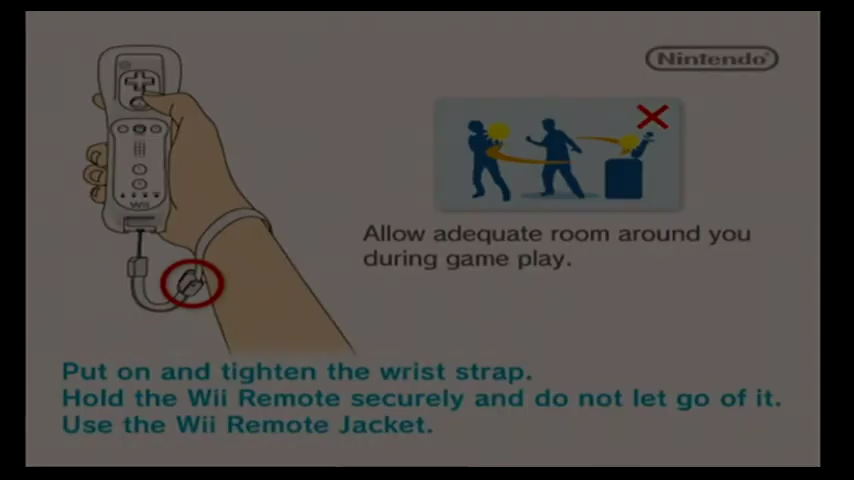 Nintendo
Wii
Allow adequate room around you
during game play.
Put on and tighten the wrist strap.
Hold the Wii Remote securely and do not let go of it.
Use the Wii Remote Jacket.